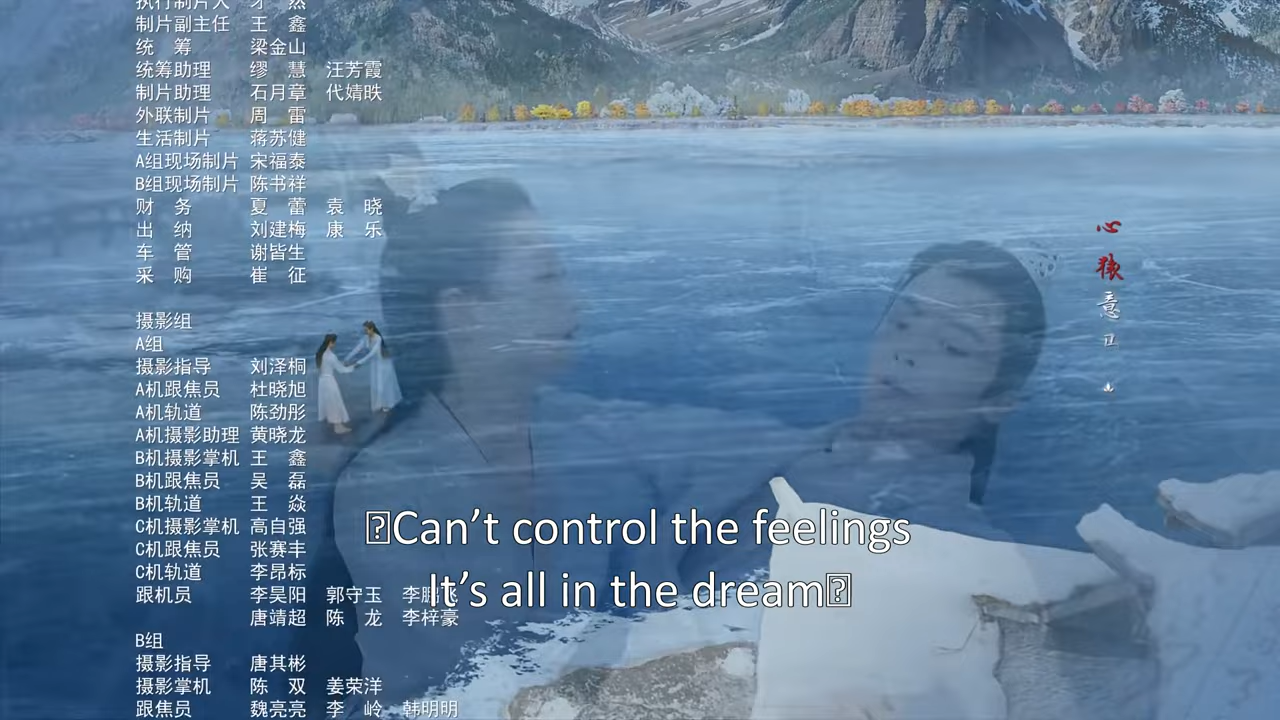 执行制片人 才 然
制片副主任 王 鑫
统 筹 梁金山
统筹助理 缪 慧 汪芳霞
制片助理 石月章 代婧昳
外联制片 周 雷
生活制片 蒋苏健
A组现场制片 宋福泰
B组现场制片 陈书祥
财 务 夏 蕾 袁 晓
出 纳 刘建梅 康 乐
车 管 谢皆生
采 购 崔 征
摄影组
A组
摄影指导 刘泽桐
A机跟焦员 杜晓旭
A机轨道 陈劲彤
A机摄影助理 黄晓龙
B机摄影掌机 王 鑫
B机跟焦员 吴 磊
B机轨道 王 焱
C机摄影掌机 高自强
C机跟焦员 张赛丰
C机轨道 李昂标
跟机员 李昊阳 郭守玉 李鹏飞
唐靖超 陈 龙 李梓豪
B组
摄影指导 唐其彬
摄影掌机 陈 双 姜荣洋
跟焦员 魏亮亮 李 岭 韩明明
心猿意
Can’t control the feelings
It’s all in the dream